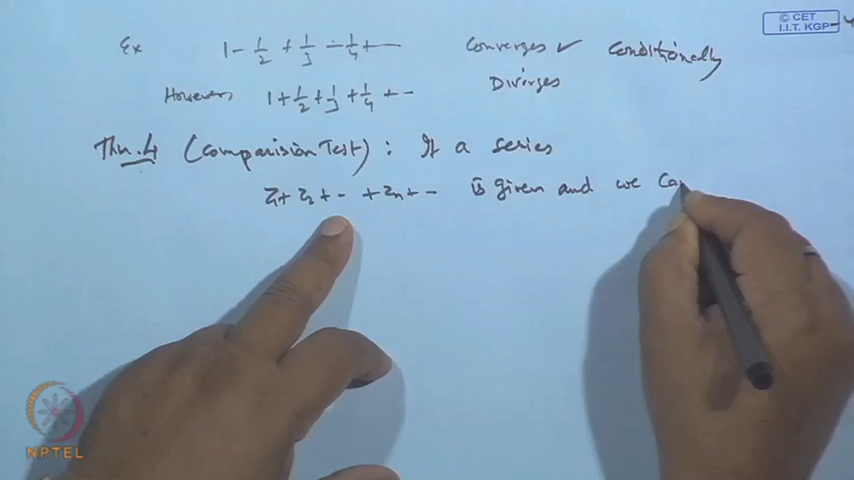 © CET
I.I.T. KGP
Ex 1 - 1/2 + 1/3 - 1/4 + — Converges ✓ Conditionally
However, 1 + 1/2 + 1/3 + 1/4 + -- Diverges
Thm. 4 (Comparision Test) : If a series
z₁ + z₂ + - + zn + - is given and we Ca
NPTEL